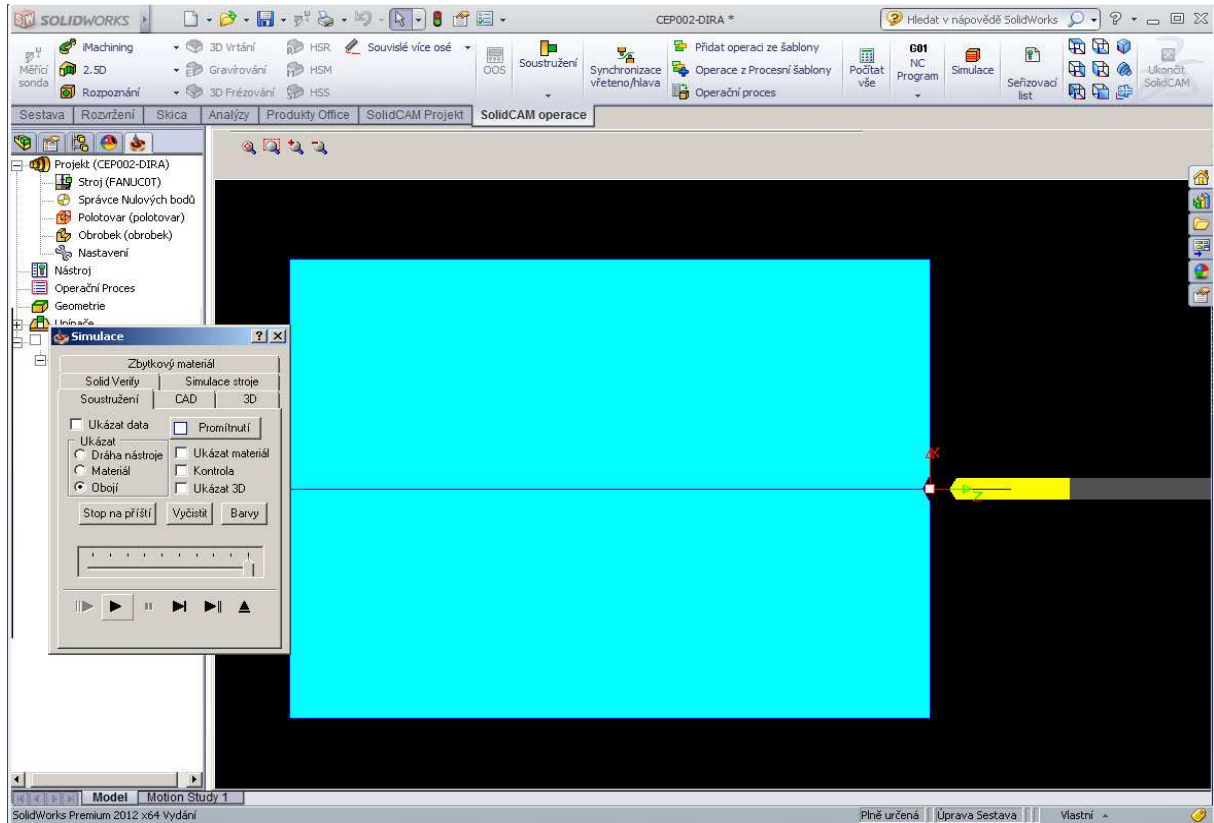 SOLIDWORKS
CEP002-DIRA *
Hledat v nápovědě SolidWorks
Měřící sonda
iMachining
2.5D
Rozpoznání
3D Vrtání
Gravírování
3D Frézování
HSR
HSM
HSS
Souvislé více osé
OOS
Soustružení
Synchronizace vřeteno/hlava
Přidat operaci ze šablony
Operace z Procesní šablony
Operační proces
Počítat vše
G01
NC Program
Simulace
Seřizovací list
Ukončit SolidCAM
Sestava
Rozvržení
Skica
Analýzy
Produkty Office
SolidCAM Projekt
SolidCAM operace
Projekt (CEP002-DIRA)
Stroj (FANUC0T)
Správce Nulových bodů
Polotovar (polotovar)
Obrobek (obrobek)
Nastavení
Nástroj
Operační Proces
Geometrie
Upínače
Simulace
Zbytkový materiál
Solid Verify
Simulace stroje
Soustružení
CAD
3D
Ukázat data
Promítnutí
Ukázat
Dráha nástroje
Materiál
Obojí
Ukázat materiál
Kontrola
Ukázat 3D
Stop na příští
Vyčistit
Barvy
X
Z
Model
Motion Study 1
SolidWorks Premium 2012 x64 Vydání
Plně určená
Úprava Sestava
Vlastní